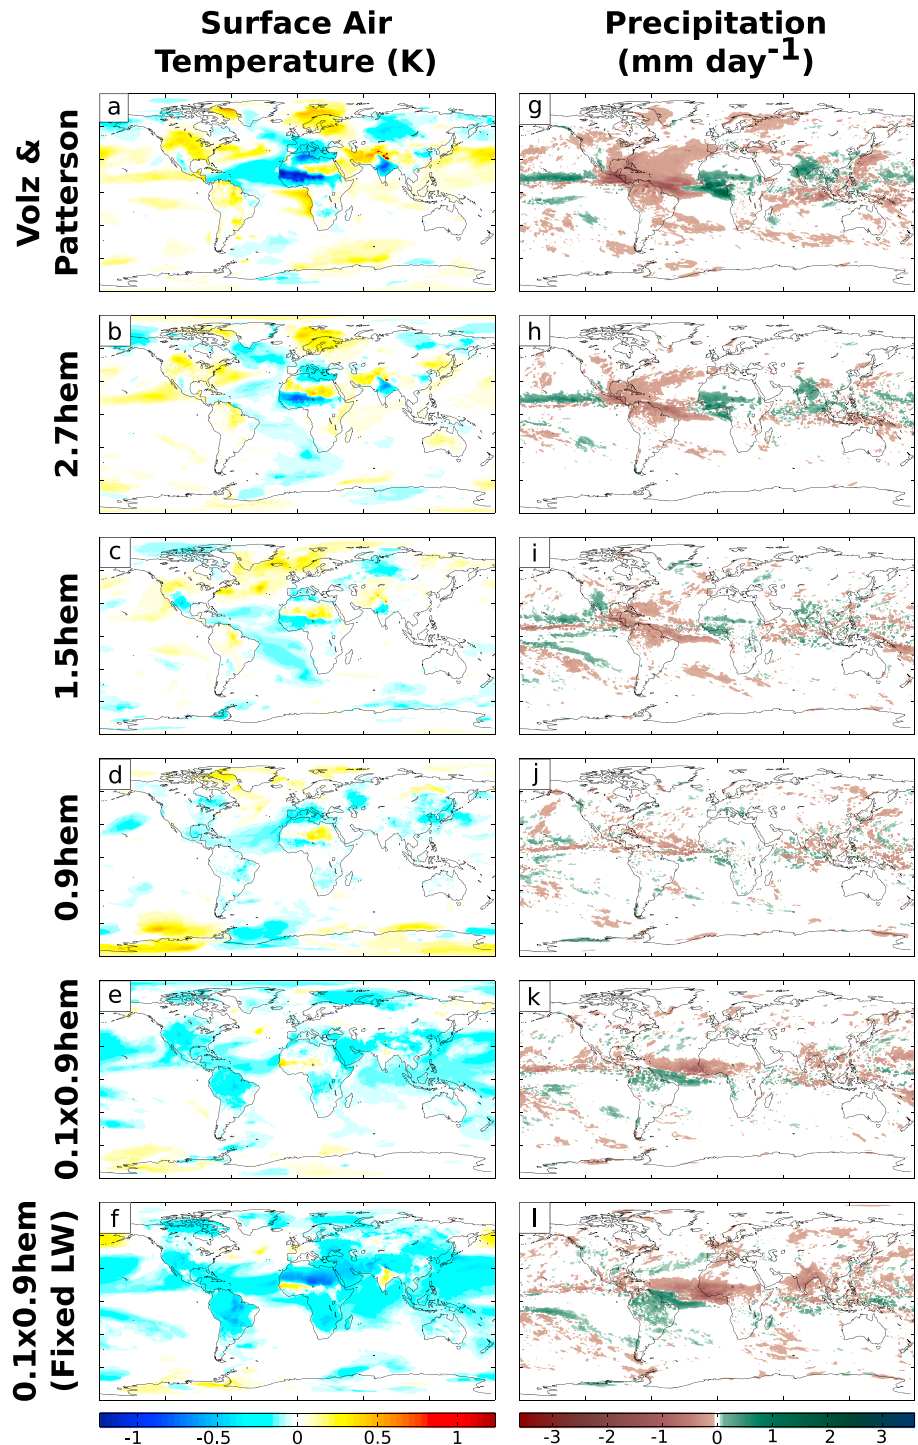 Surface Air
Temperature (K)
Precipitation
(mm day-1)
Volz &
Patterson
a
g
2.7hem
b
h
1.5hem
c
i
0.9hem
d
j
0.1x0.9hem
e
k
0.1x0.9hem
(Fixed LW)
f
l
-1 -0.5 0 0.5 1
-3 -2 -1 0 1 2 3